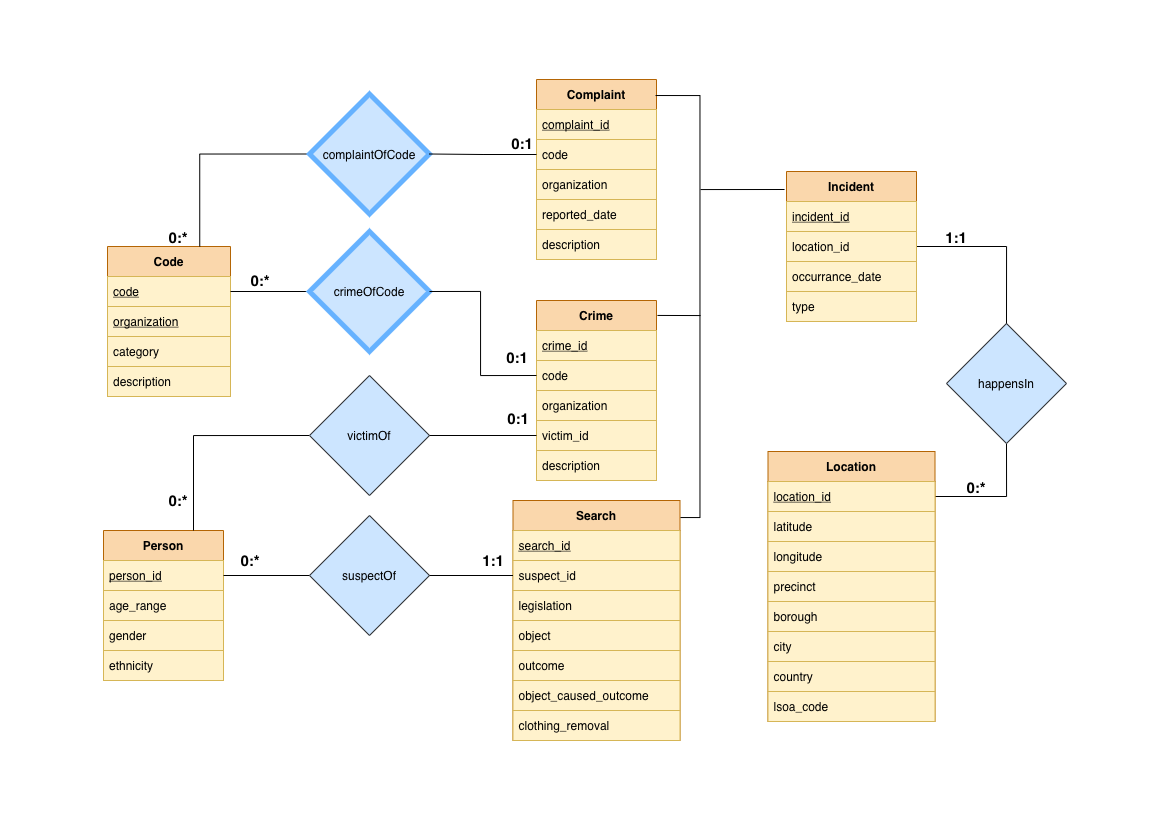 complaintOfCode
0:*
0:1
Complaint
complaint_id
code
organization
reported_date
description
Code
code
organization
category
description
0:*
crimeOfCode
0:1
Crime
crime_id
code
organization
victim_id
description
victimOf
0:1
0:*
Person
person_id
age_range
gender
ethnicity
0:*
suspectOf
1:1
Search
search_id
suspect_id
legislation
object
outcome
object_caused_outcome
clothing_removal
Incident
incident_id
location_id
occurrance_date
type
1:1
happensIn
0:*
Location
location_id
latitude
longitude
precinct
borough
city
country
lsoa_code